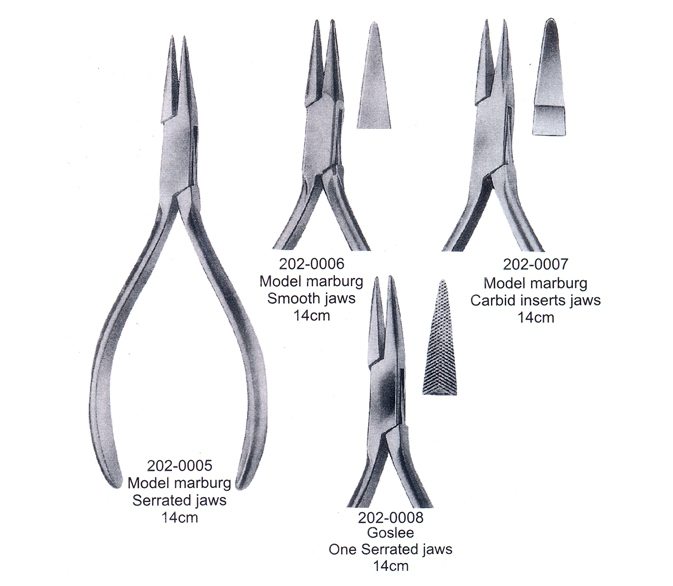 202-0006
Model marburg
Smooth jaws
14cm
202-0007
Model marburg
Carbid inserts jaws
14cm
202-0005
Model marburg
Serrated jaws
14cm
202-0008
Goslee
One Serrated jaws
14cm